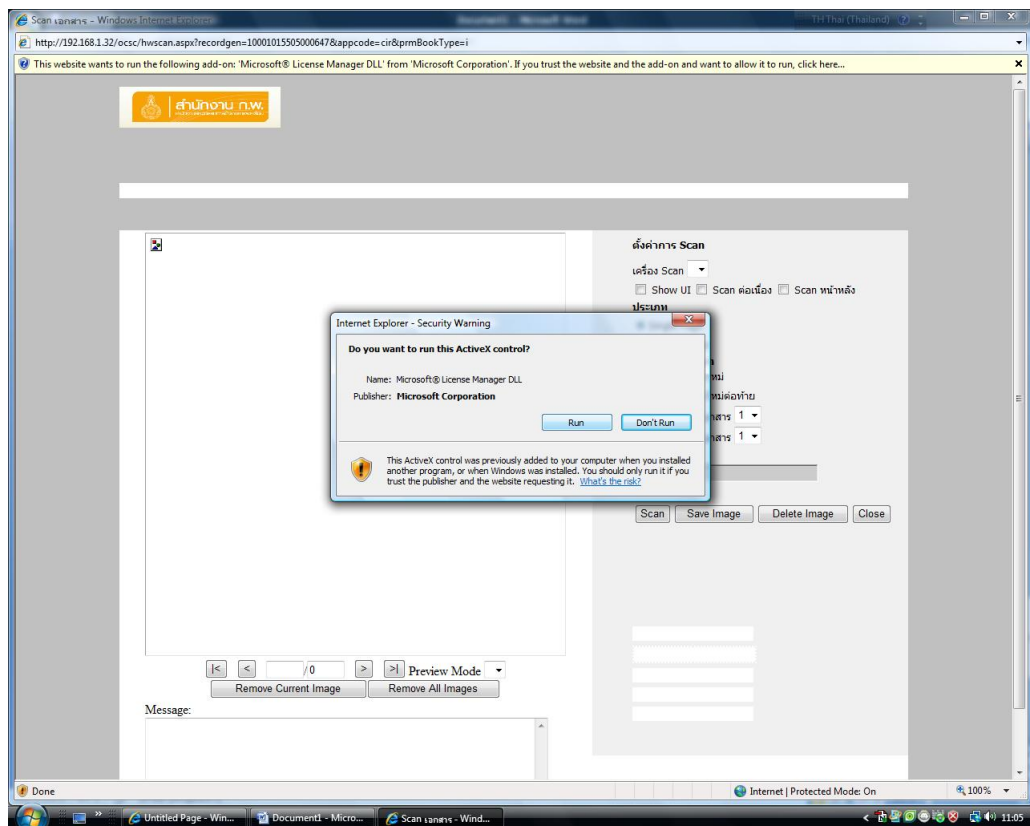 Scan เอกสาร - Windows Internet Explorer
Document1 - Microsoft Word
TH Thai (Thailand)
http://192.168.1.32/ocsc/hwscan.aspx?recordgen=10001015505000647&appcode=cir&prmBookType=i
This website wants to run the following add-on: 'Microsoft® License Manager DLL' from 'Microsoft Corporation'. If you trust the website and the add-on and want to allow it to run, click here...
สำนักงาน ก.พ.
ตั้งค่าการ Scan
เครื่อง Scan
Show UI Scan ต่อเนื่อง Scan หน้าหลัง
ประเภท
Internet Explorer - Security Warning
Do you want to run this ActiveX control?
Name: Microsoft® License Manager DLL
Publisher: Microsoft Corporation
Run Don't Run
This ActiveX control was previously added to your computer when you installed
another program, or when Windows was installed. You should only run it if you
trust the publisher and the website requesting it. What's the risk?
1
1
Scan Save Image Delete Image Close
|< < /0 > >| Preview Mode
Remove Current Image Remove All Images
Message:
Done
Internet | Protected Mode: On
100%
Untitled Page - Win... Document1 - Micro... Scan เอกสาร - Wind...
11:05